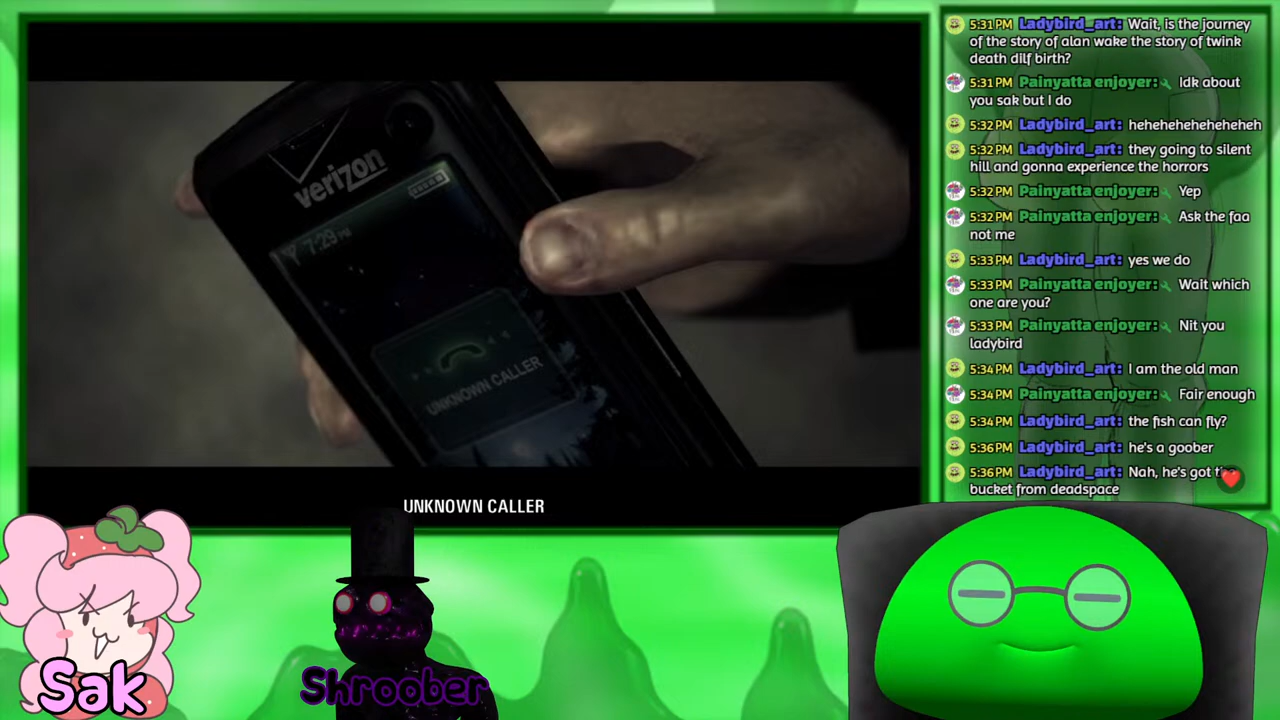 verizon
7:29 PM
UNKNOWN CALLER
UNKNOWN CALLER
Sak
Shroober
5:31 PM Ladybird_art: Wait, is the journey
of the story of alan wake the story of twink
death dilf birth?
5:31 PM Painyatta enjoyer: Idk about
you sak but I do
5:32 PM Ladybird_art: heheheheheheheh
5:32 PM Ladybird_art: they going to silent
hill and gonna experience the horrors
5:32 PM Painyatta enjoyer: Yep
5:32 PM Painyatta enjoyer: Ask the faa
not me
5:33 PM Ladybird_art: yes we do
5:33 PM Painyatta enjoyer: Wait which
one are you?
5:33 PM Painyatta enjoyer: Nit you
ladybird
5:34 PM Ladybird_art: I am the old man
5:34 PM Painyatta enjoyer: Fair enough
5:34 PM Ladybird_art: the fish can fly?
5:36 PM Ladybird_art: he's a goober
5:36 PM Ladybird_art: Nah, he's got
bucket from deadspace